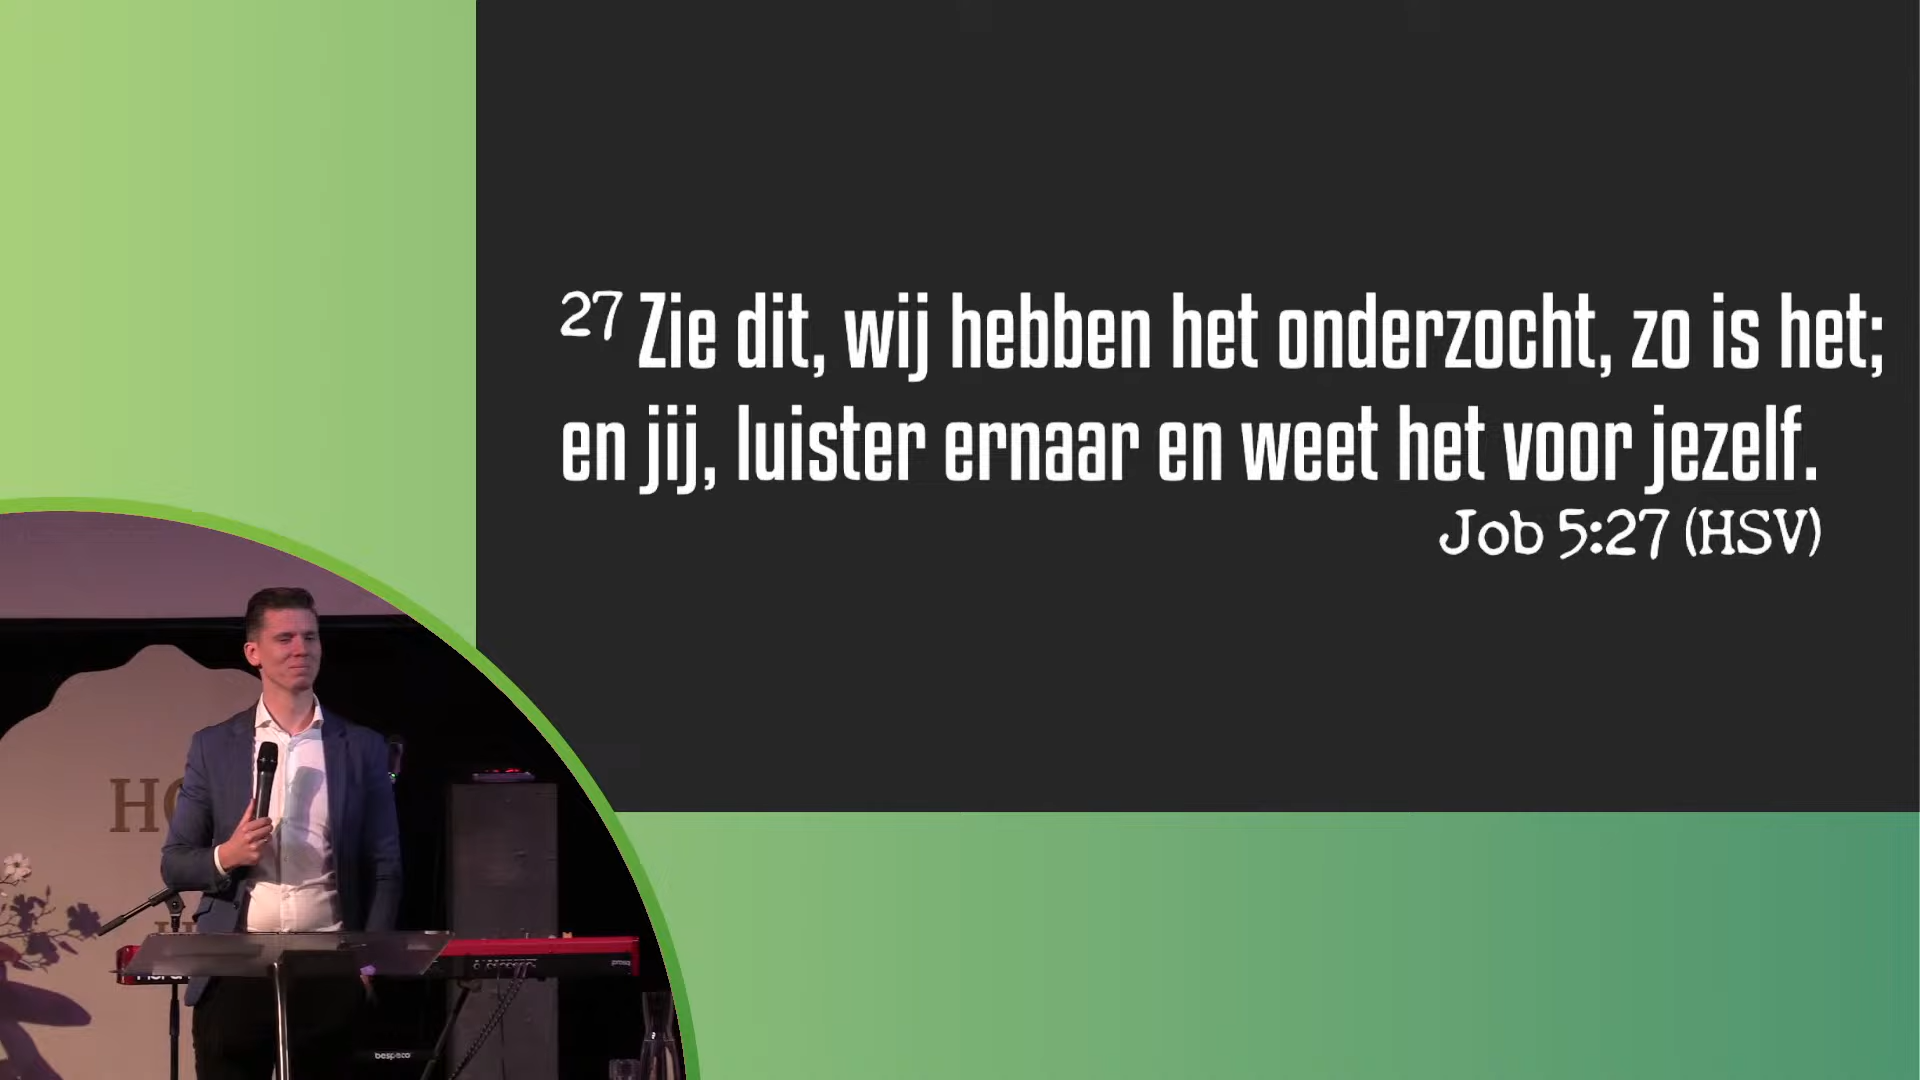 27 Zie dit, wij hebben het onderzocht, zo is het;
en jij, luister ernaar en weet het voor jezelf.
Job 5:27 (HSV)
bespeco